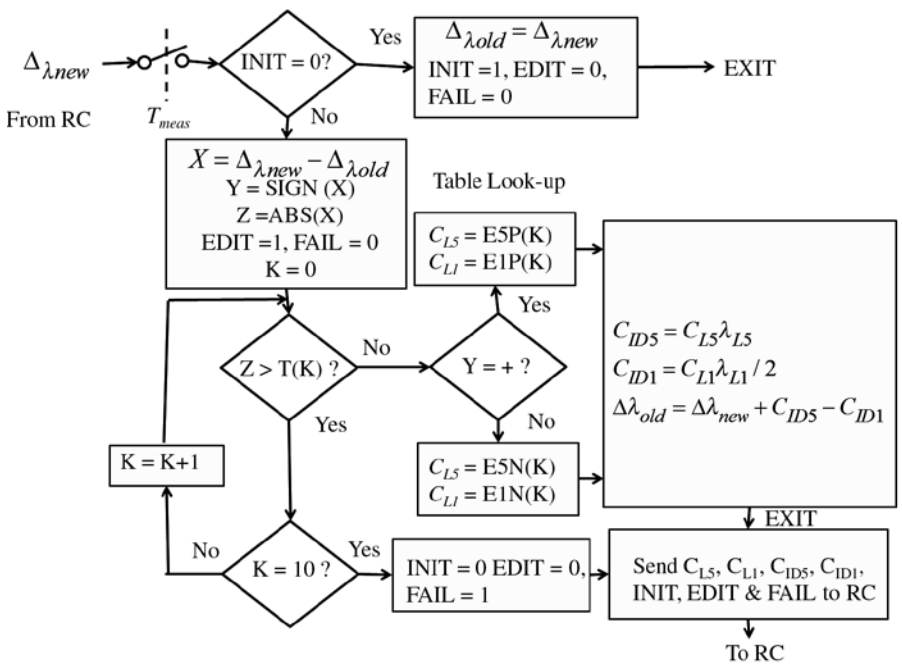 Δλnew
From RC
Tmeas
INIT = 0?
Yes
Δλold = Δλnew
INIT =1, EDIT = 0,
FAIL = 0
EXIT
No
X = Δλnew – Δλold
Y = SIGN (X)
Z =ABS(X)
EDIT =1, FAIL = 0
K = 0
Table Look-up
CL5 = E5P(K)
CL1 = E1P(K)
Yes
Z > T(K) ?
No
Y = + ?
No
CL5 = E5N(K)
CL1 = E1N(K)
CID5 = CL5λL5
CID1 = CL1λL1 / 2
Δλold = Δλnew + CID5 – CID1
Yes
K = K+1
No
K = 10 ?
Yes
INIT = 0 EDIT = 0,
FAIL = 1
EXIT
Send CL5, CL1, CID5, CID1,
INIT, EDIT & FAIL to RC
To RC